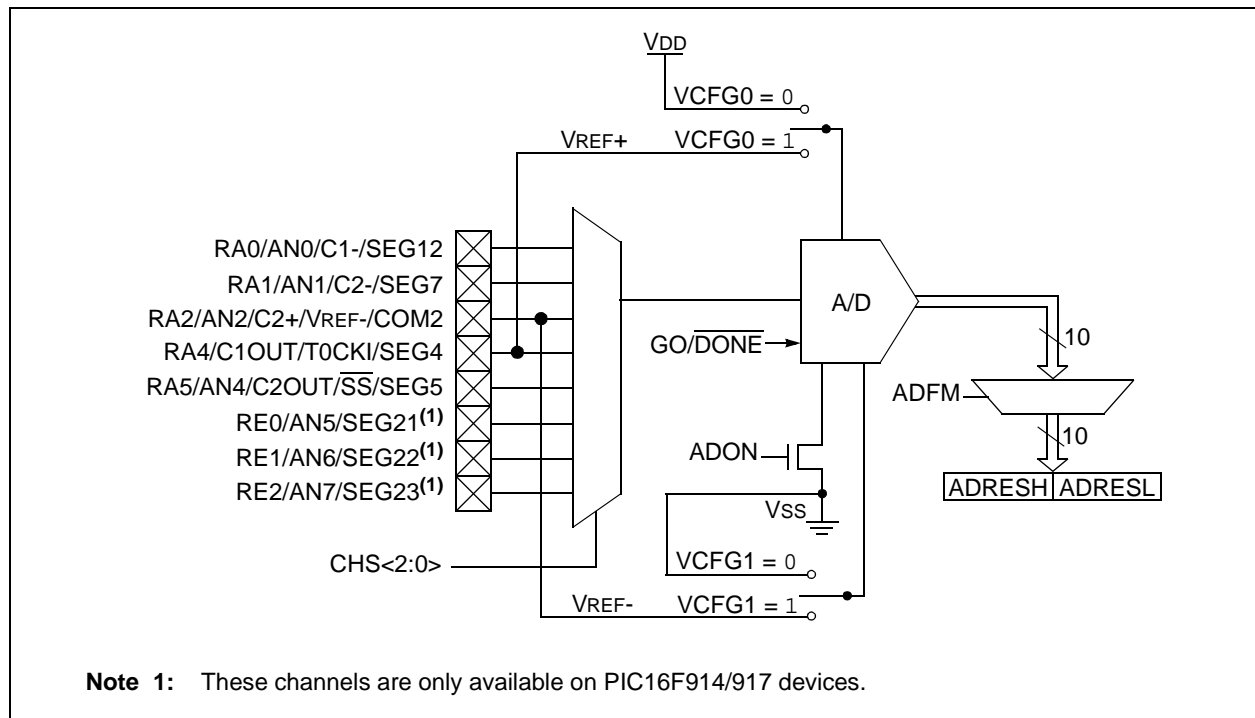 VDD
VCFG0 = 0
VREF+ VCFG0 = 1
RA0/AN0/C1-/SEG12
RA1/AN1/C2-/SEG7
RA2/AN2/C2+/VREF-/COM2
RA4/C1OUT/T0CKI/SEG4
RA5/AN4/C2OUT/SS/SEG5
RE0/AN5/SEG21(1)
RE1/AN6/SEG22(1)
RE2/AN7/SEG23(1)
CHS<2:0>
A/D
GO/DONE
10
ADFM
10
ADON
ADRESH ADRESL
VSS
VCFG1 = 0
VREF- VCFG1 = 1
Note 1: These channels are only available on PIC16F914/917 devices.